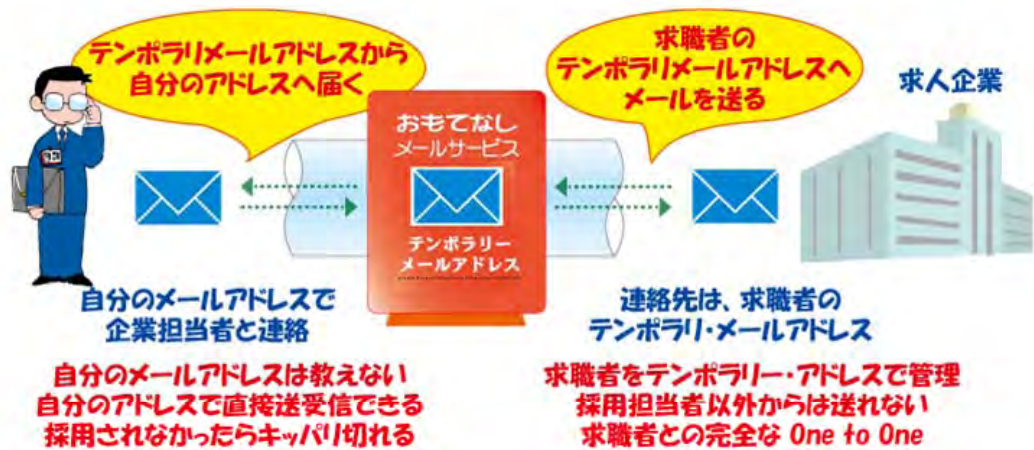 テンポラリメールアドレスから
自分のアドレスへ届く
求職者の
テンポラリメールアドレスへ
メールを送る
求人企業
おもてなし
メールサービス
テンポラリー
メールアドレス
自分のメールアドレスで
企業担当者と連絡
連絡先は、求職者の
テンポラリ・メールアドレス
自分のメールアドレスは教えない
自分のアドレスで直接送受信できる
採用されなかったらキッパリ切れる
求職者をテンポラリー・アドレスで管理
採用担当者以外からは送れない
求職者との完全な One to One